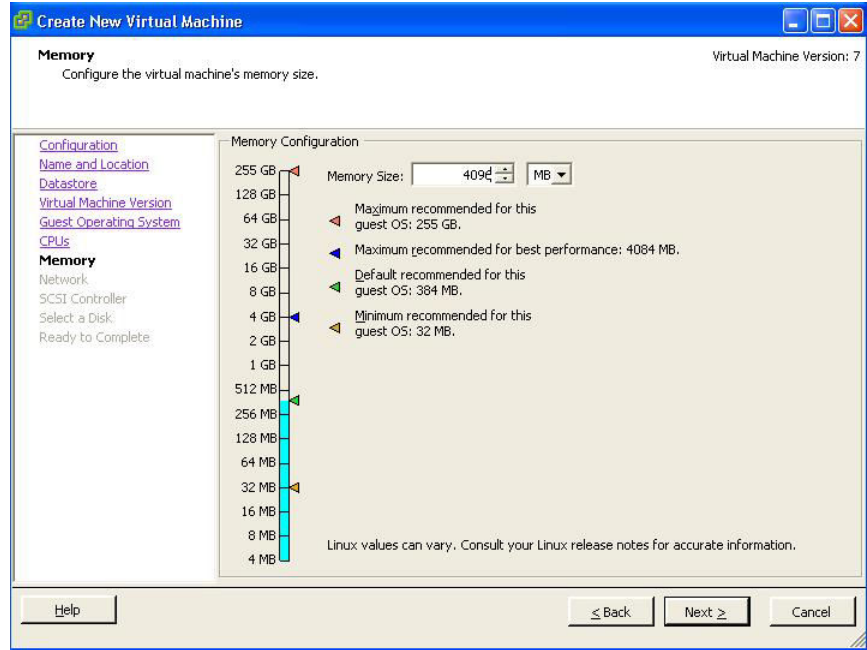 Create New Virtual Machine
Memory
Configure the virtual machine's memory size.
Virtual Machine Version: 7
Configuration
Name and Location
Datastore
Virtual Machine Version
Guest Operating System
CPUs
Memory
Network
SCSI Controller
Select a Disk
Ready to Complete
Memory Configuration
255 GB
128 GB
64 GB
32 GB
16 GB
8 GB
4 GB
2 GB
1 GB
512 MB
256 MB
128 MB
64 MB
32 MB
16 MB
8 MB
4 MB
Memory Size: 4096 MB
Maximum recommended for this
guest OS: 255 GB.
Maximum recommended for best performance: 4084 MB.
Default recommended for this
guest OS: 384 MB.
Minimum recommended for this
guest OS: 32 MB.
Linux values can vary. Consult your Linux release notes for accurate information.
Help
≤ Back
Next ≥
Cancel